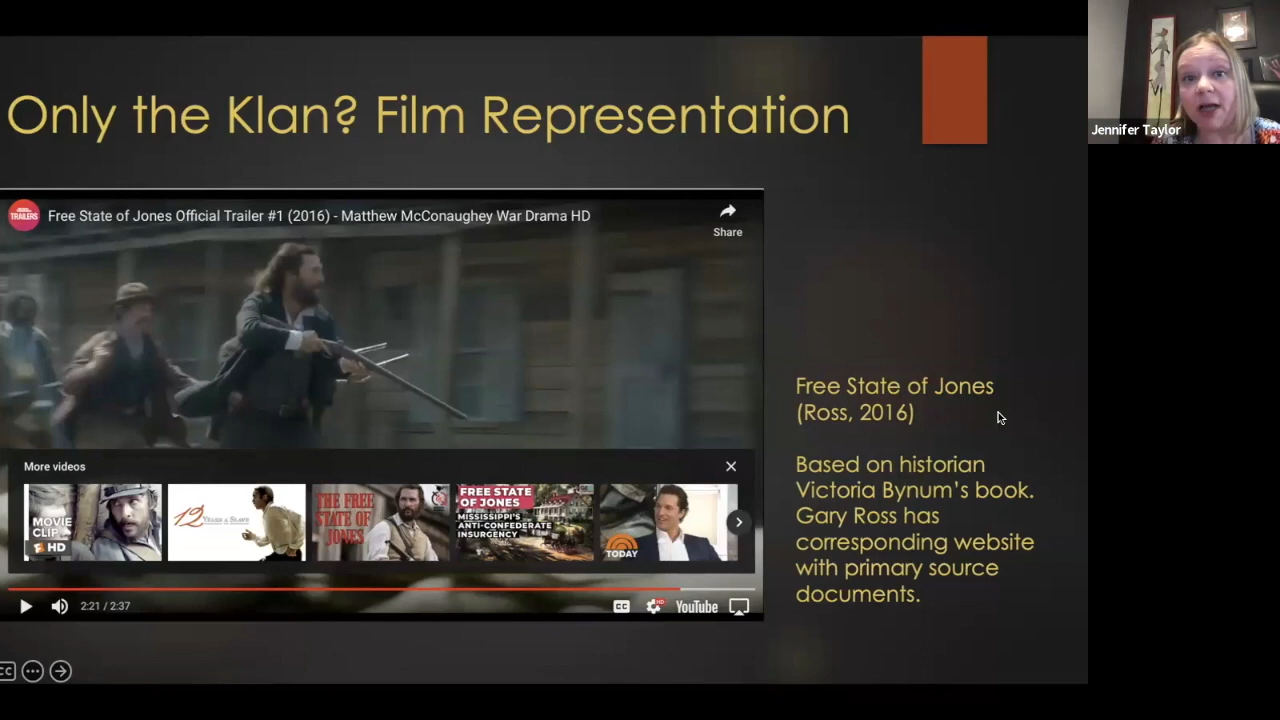 Only the Klan? Film Representation
Jennifer Taylor
TRAILERS
Free State of Jones Official Trailer #1 (2016) - Matthew McConaughey War Drama HD
Share
Free State of Jones
(Ross, 2016)
Based on historian
Victoria Bynum's book.
Gary Ross has
corresponding website
with primary source
documents.
More videos
MOVIE
CLIP
HD
12 YEARS A SLAVE
THE FREE
STATE OF
JONES
FREE STATE
OF JONES
MISSISSIPPI'S
ANTI-CONFEDERATE
INSURGENCY
TODAY
2:21 / 2:37
CC
HD
YouTube
CC